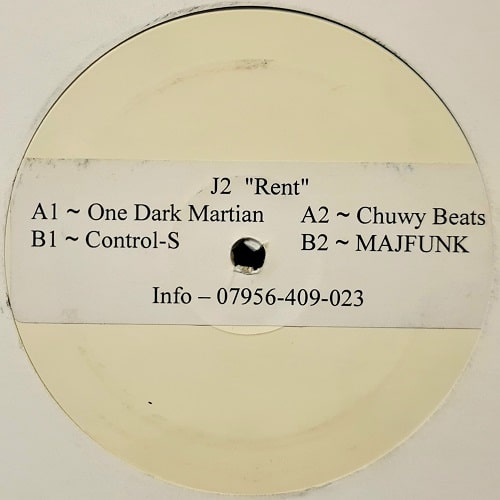 J2 "Rent"
A1 ~ One Dark Martian A2 ~ Chuwy Beats
B1 ~ Control-S B2 ~ MAJFUNK
Info – 07956-409-023